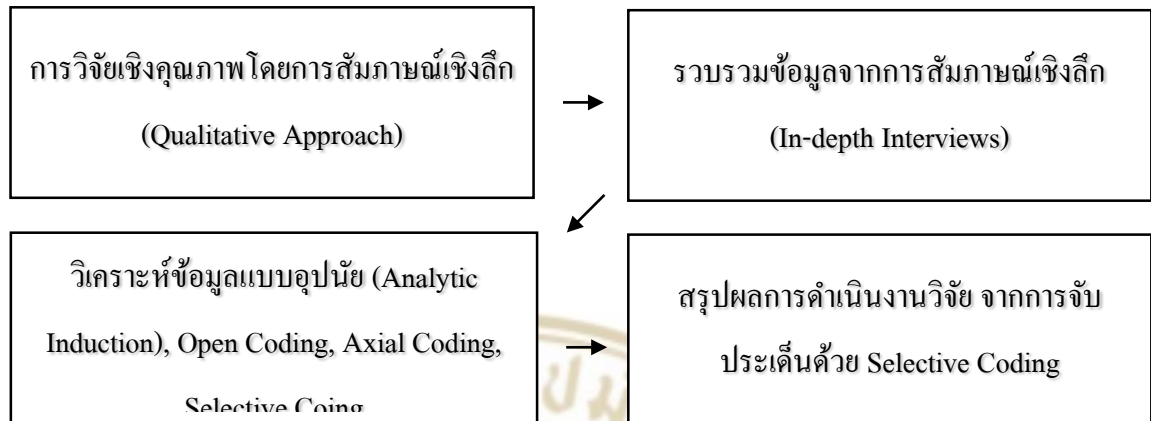 การวิจัยเชิงคุณภาพโดยการสัมภาษณ์เชิงลึก
(Qualitative Approach)
รวบรวมข้อมูลจากการสัมภาษณ์เชิงลึก
(In-depth Interviews)
วิเคราะห์ข้อมูลแบบอุปนัย (Analytic
Induction), Open Coding, Axial Coding,
Selective Coing
สรุปผลการดำเนินงานวิจัย จากการจับ
ประเด็นด้วย Selective Coding